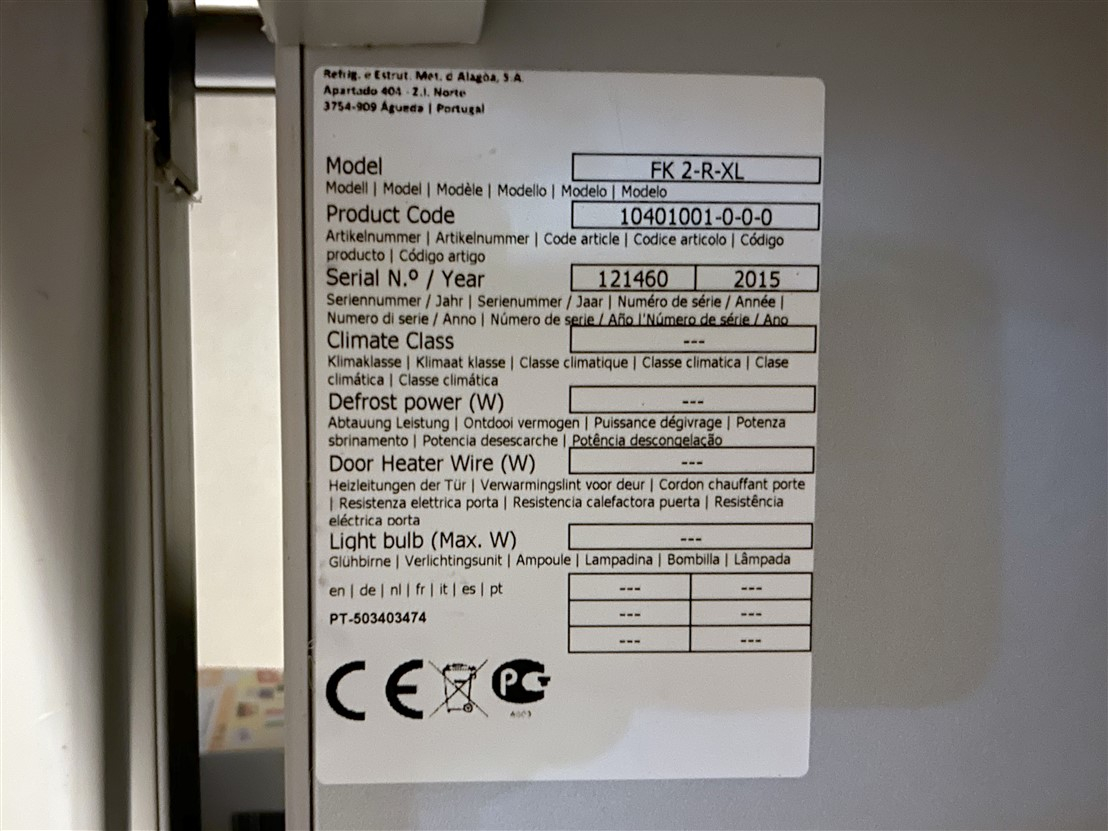 Refrig. e Estrut. Met. d Alagôa, S.A.
Apartado 404 - Z.I. Norte
3754-909 Águeda | Portugal
Model FK 2-R-XL
Modell | Model | Modèle | Modello | Modelo | Modelo
Product Code 10401001-0-0-0
Artikelnummer | Artikelnummer | Code article | Codice articolo | Código
producto | Código artigo
Serial N.º / Year 121460 2015
Seriennummer / Jahr | Serienummer / Jaar | Numéro de série / Année |
Numero di serie / Anno | Número de serie / Año l'Número de série / Ano
Climate Class ---
Klimaklasse | Klimaat klasse | Classe climatique | Classe climatica | Clase
climática | Classe climática
Defrost power (W) ---
Abtauung Leistung | Ontdooi vermogen | Puissance dégivrage | Potenza
sbrinamento | Potencia desescarche | Potência descongelação
Door Heater Wire (W) ---
Heizleitungen der Tür | Verwarmingslint voor deur | Cordon chauffant porte
| Resistenza elettrica porta | Resistencia calefactora puerta | Resistência
eléctrica porta
Light bulb (Max. W) ---
Glühbirne | Verlichtingsunit | Ampoule | Lampadina | Bombilla | Lâmpada
en | de | nl | fr | it | es | pt --- ---
PT-503403474 --- ---
--- ---
CE PG